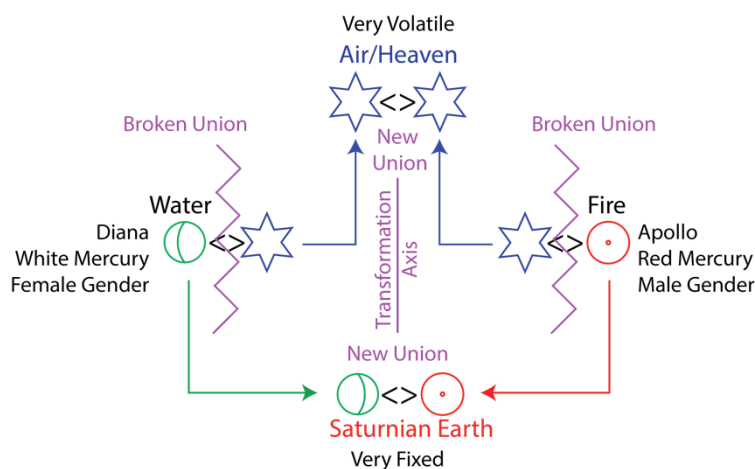 Very Volatile
Air/Heaven
< >
Broken Union
New
Union
Broken Union
Water
Diana
White Mercury
Female Gender
<>
Transformation
Axis
<>
Fire
Apollo
Red Mercury
Male Gender
New Union
< >
Saturnian Earth
Very Fixed